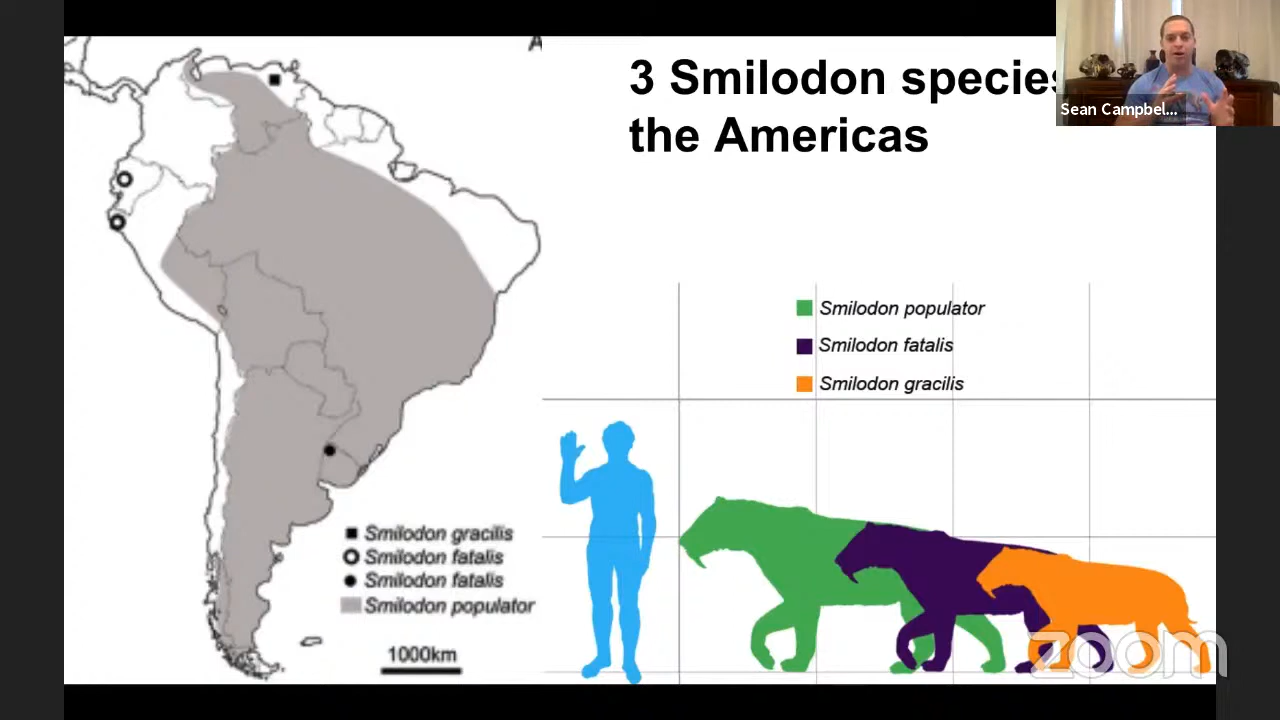 A
3 Smilodon species
the Americas
Sean Campbel...
Smilodon populator
Smilodon fatalis
Smilodon gracilis
Smilodon gracilis
Smilodon fatalis
Smilodon fatalis
Smilodon populator
1000km
zoom